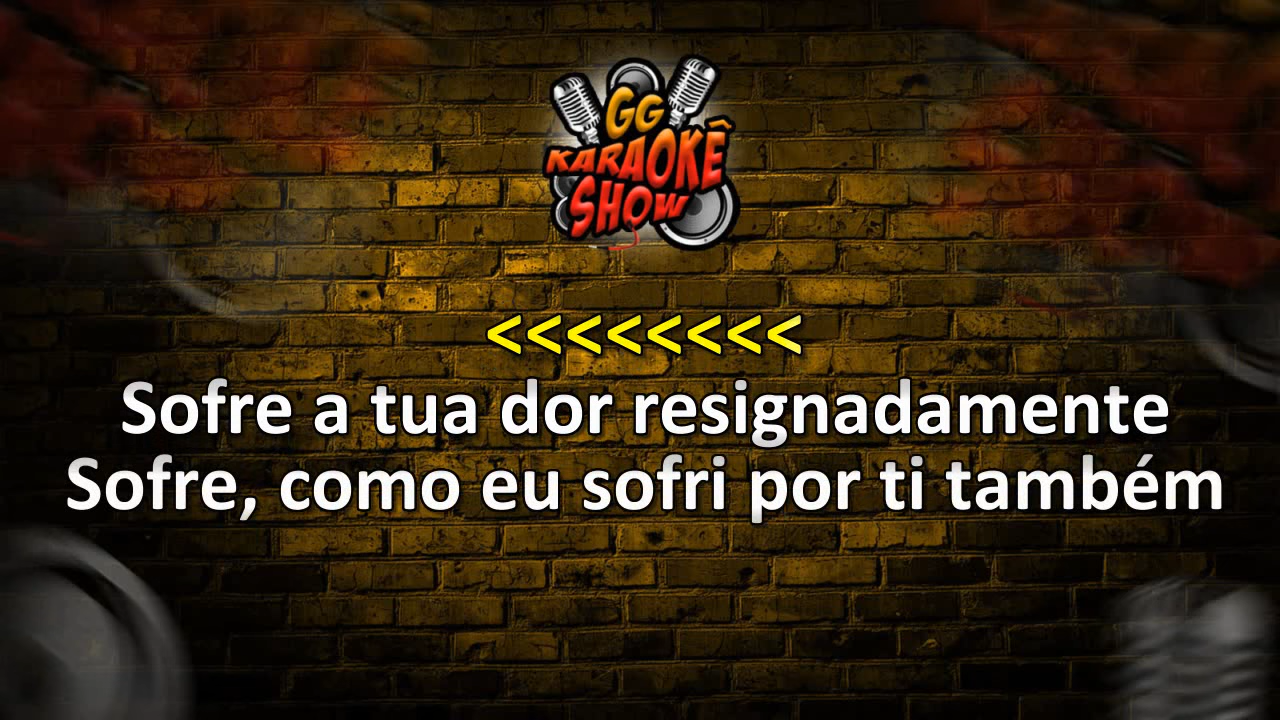 GG
KARAOKÊ
SHOW
<<<<<<<<
Sofre a tua dor resignadamente
Sofre, como eu sofri por ti também